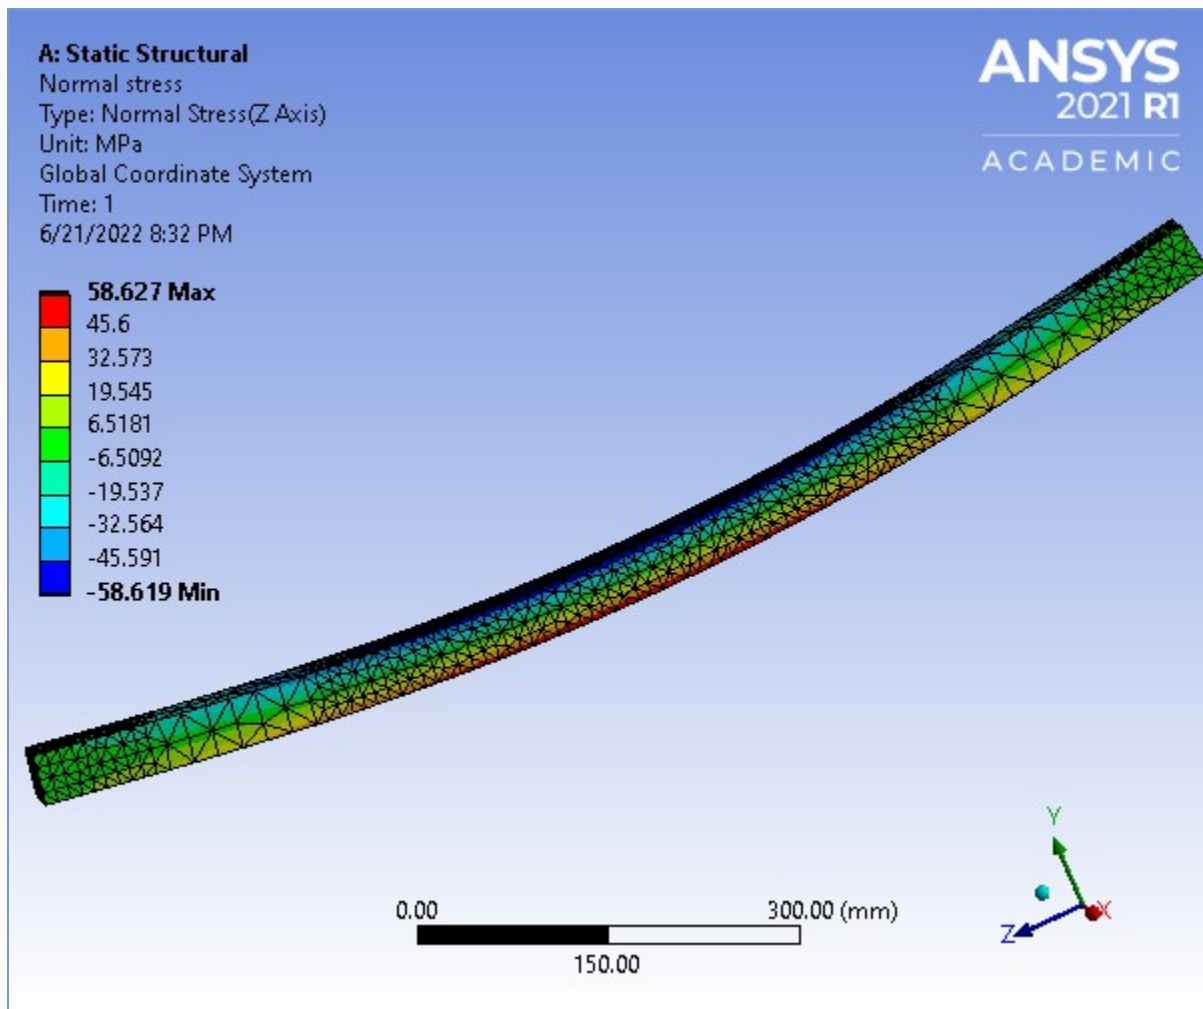 A: Static Structural
Normal stress
Type: Normal Stress(Z Axis)
Unit: MPa
Global Coordinate System
Time: 1
6/21/2022 8:32 PM
ANSYS
2021 R1
ACADEMIC
58.627 Max
45.6
32.573
19.545
6.5181
-6.5092
-19.537
-32.564
-45.591
-58.619 Min
0.00
300.00 (mm)
150.00
Y
Z
X